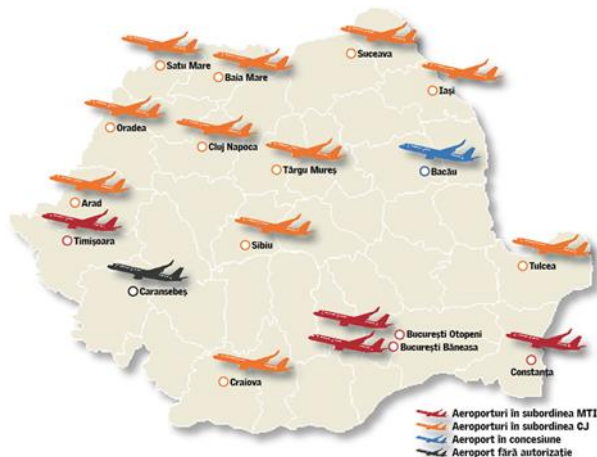 Suceava
Satu Mare
Baia Mare
Iași
Oradea
Cluj Napoca
Târgu Mureș
Bacău
Arad
Timișoara
Sibiu
Tulcea
Caransebeș
București Otopeni
București Băneasa
Constanța
Craiova
Aeroporturi în subordinea MTI
Aeroporturi în subordinea CJ
Aeroport în concesiune
Aeroport fără autorizație